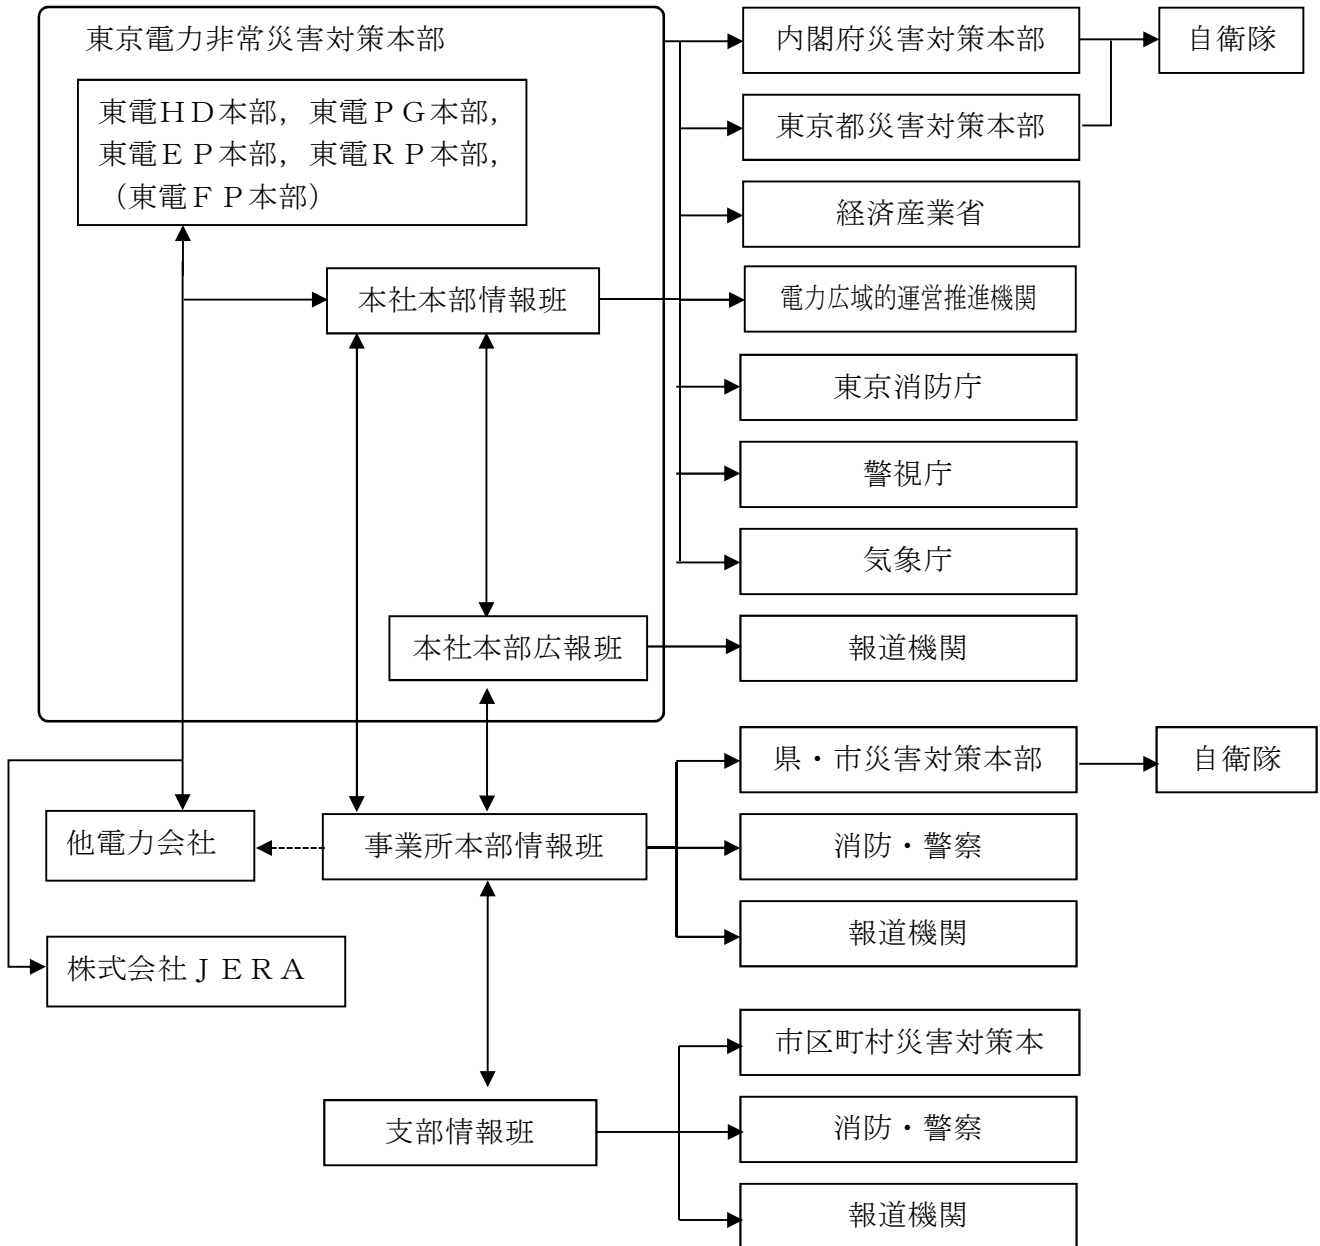 東京電力非常災害対策本部
東電ＨＤ本部，東電ＰＧ本部，
東電ＥＰ本部，東電ＲＰ本部，
（東電ＦＰ本部）
本社本部情報班
本社本部広報班
内閣府災害対策本部
自衛隊
東京都災害対策本部
経済産業省
電力広域的運営推進機関
東京消防庁
警視庁
気象庁
報道機関
県・市災害対策本部
自衛隊
他電力会社
事業所本部情報班
消防・警察
報道機関
株式会社ＪＥＲＡ
市区町村災害対策本
支部情報班
消防・警察
報道機関